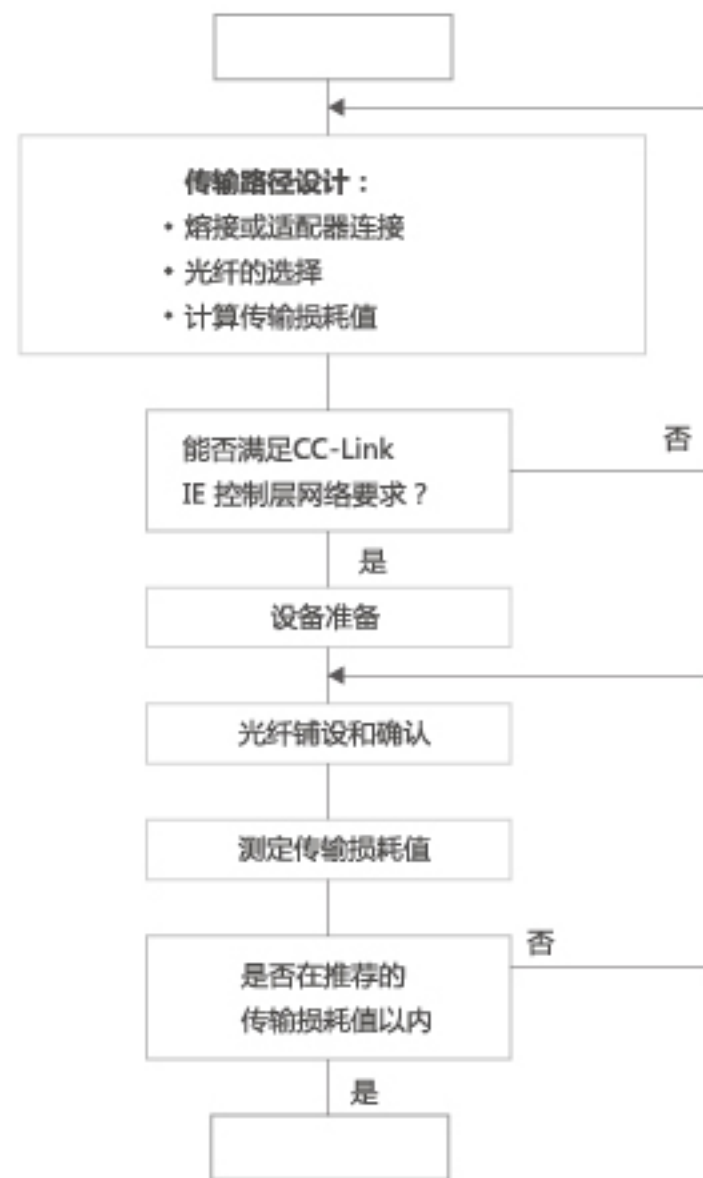 传输路径设计：
• 熔接或适配器连接
• 光纤的选择
• 计算传输损耗值
能否满足CC-Link
IE 控制层网络要求？
否
是
设备准备
光纤铺设和确认
测定传输损耗值
是否在推荐的
传输损耗值以内
否
是